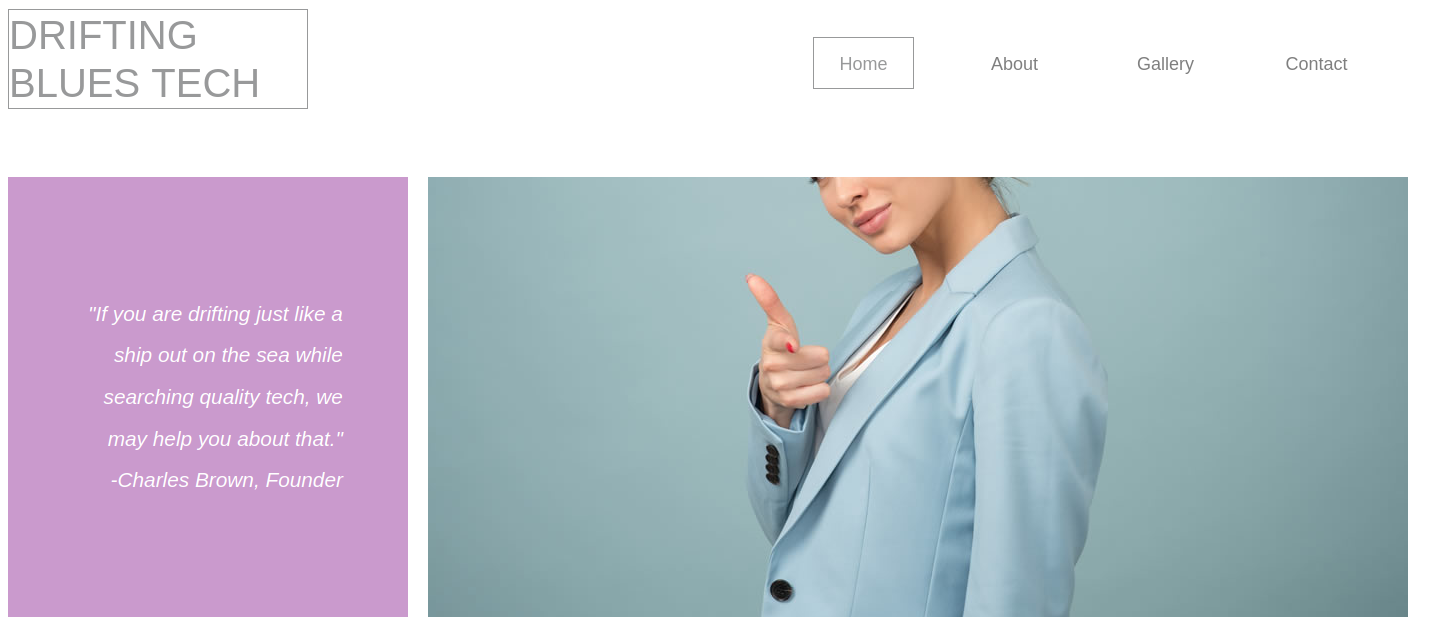 DRIFTING
BLUES TECH
Home
About
Gallery
Contact
"If you are drifting just like a
ship out on the sea while
searching quality tech, we
may help you about that."
-Charles Brown, Founder